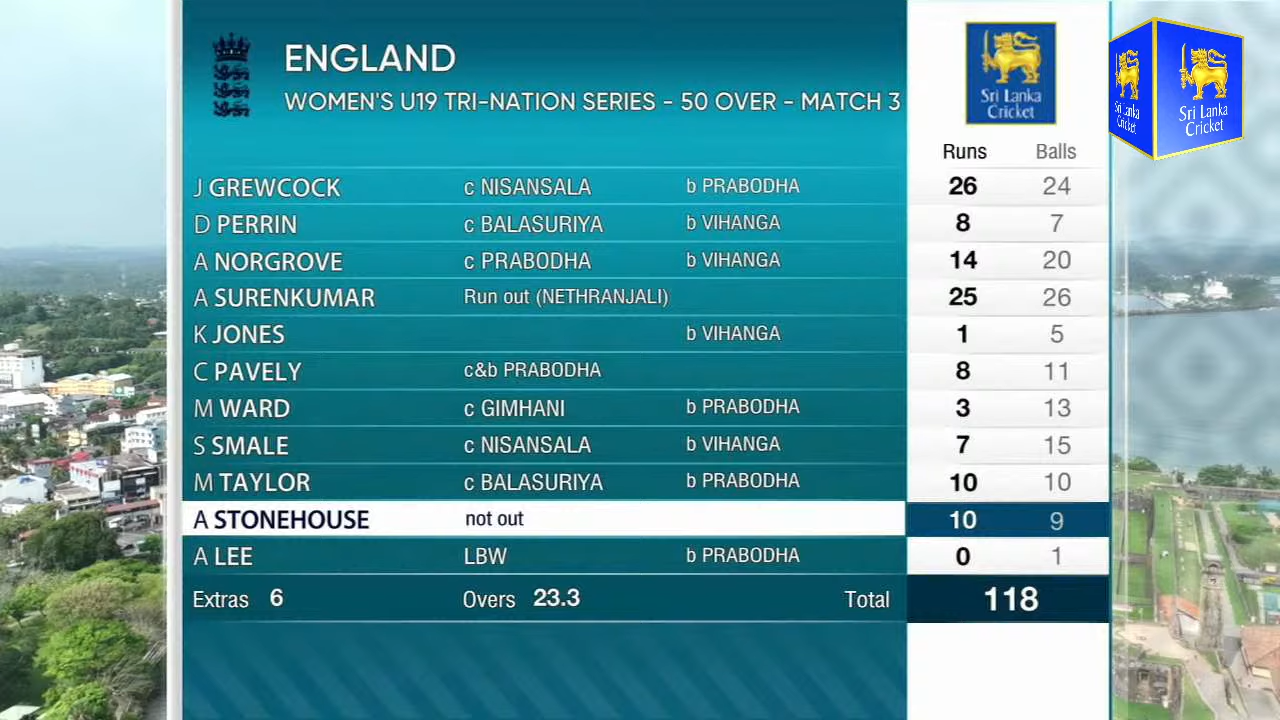 ENGLAND
WOMEN'S U19 TRI-NATION SERIES - 50 OVER - MATCH 3
Sri Lanka
Cricket
Sri Lanka
Cricket
Sri Lanka
Cricket
Runs Balls
J GREWCOCK c NISANSALA b PRABODHA 26 24
D PERRIN c BALASURIYA b VIHANGA 8 7
A NORGROVE c PRABODHA b VIHANGA 14 20
A SURENKUMAR Run out (NETHRANJALI) 25 26
K JONES b VIHANGA 1 5
C PAVELY c&b PRABODHA 8 11
M WARD c GIMHANI b PRABODHA 3 13
S SMALE c NISANSALA b VIHANGA 7 15
M TAYLOR c BALASURIYA b PRABODHA 10 10
A STONEHOUSE not out 10 9
A LEE LBW b PRABODHA 0 1
Extras 6 Overs 23.3 Total 118